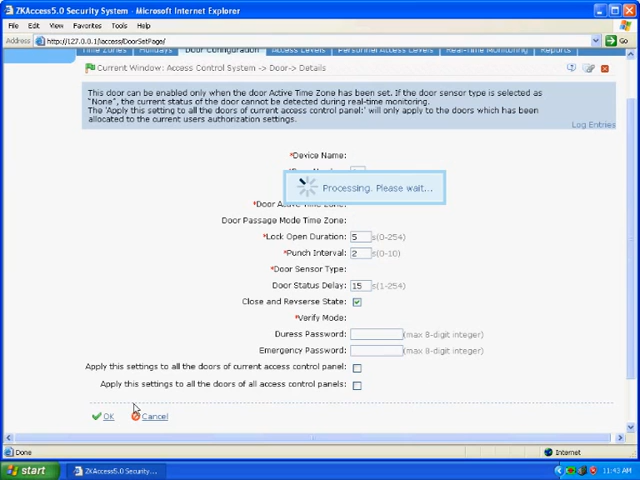 ZKAccess5.0 Security System - Microsoft Internet Explorer
File Edit View Favorites Tools Help
Address http://127.0.0.1/access/DoorSetPage/ Go
Time Zones Holidays Door Configuration Access Levels Personnel Access Levels Real-Time Monitoring Reports
Current Window: Access Control System -> Door-> Details
This door can be enabled only when the door Active Time Zone has been set. If the door sensor type is selected as
"None", the current status of the door cannot be detected during real-time monitoring.
The 'Apply this setting to all the doors of current access control panel:' will only apply to the doors which has been
allocated to the current users authorization settings.
Log Entries
*Device Name:
Processing. Please wait...
*Door Active Time Zone:
Door Passage Mode Time Zone:
*Lock Open Duration: 5 s(0-254)
*Punch Interval: 2 s(0-10)
*Door Sensor Type:
Door Status Delay: 15 s(1-254)
Close and Revserse State:
*Verify Mode:
Duress Password: (max 8-digit integer)
Emergency Password: (max 8-digit integer)
Apply this settings to all the doors of current access control panel:
Apply this settings to all the doors of all access control panels:
OK Cancel
Done Internet
start ZKAccess5.0 Security... 11:43 AM